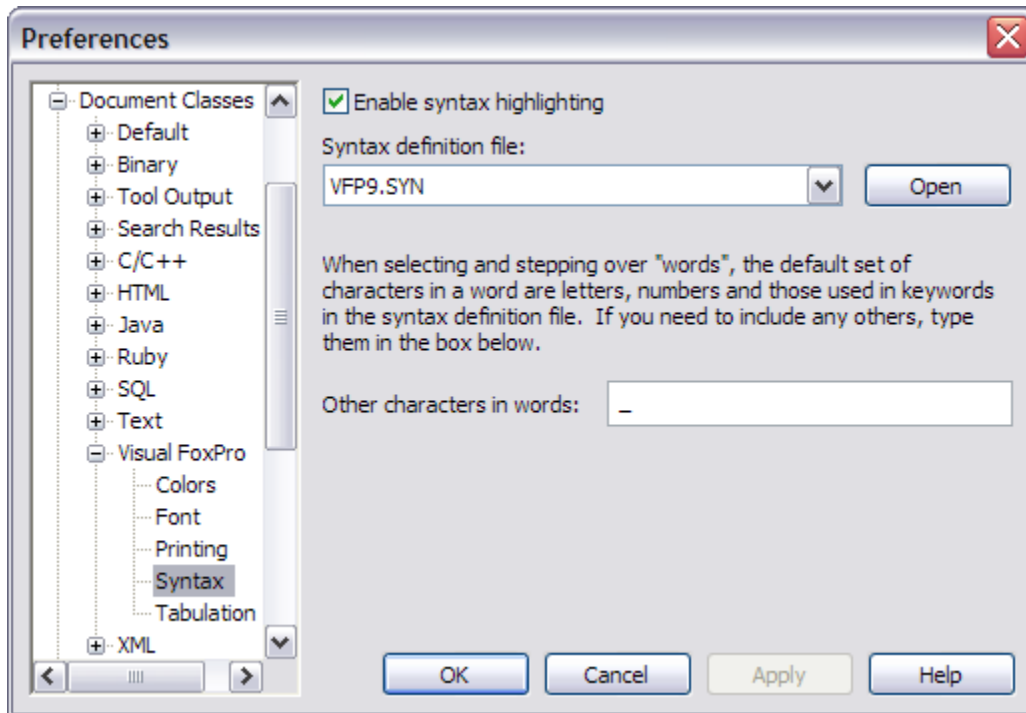 Preferences
Document Classes
Default
Binary
Tool Output
Search Results
C/C++
HTML
Java
Ruby
SQL
Text
Visual FoxPro
Colors
Font
Printing
Syntax
Tabulation
XML
Enable syntax highlighting
Syntax definition file:
VFP9.SYN
Open
When selecting and stepping over "words", the default set of
characters in a word are letters, numbers and those used in keywords
in the syntax definition file.  If you need to include any others, type
them in the box below.
Other characters in words:
_
OK
Cancel
Apply
Help